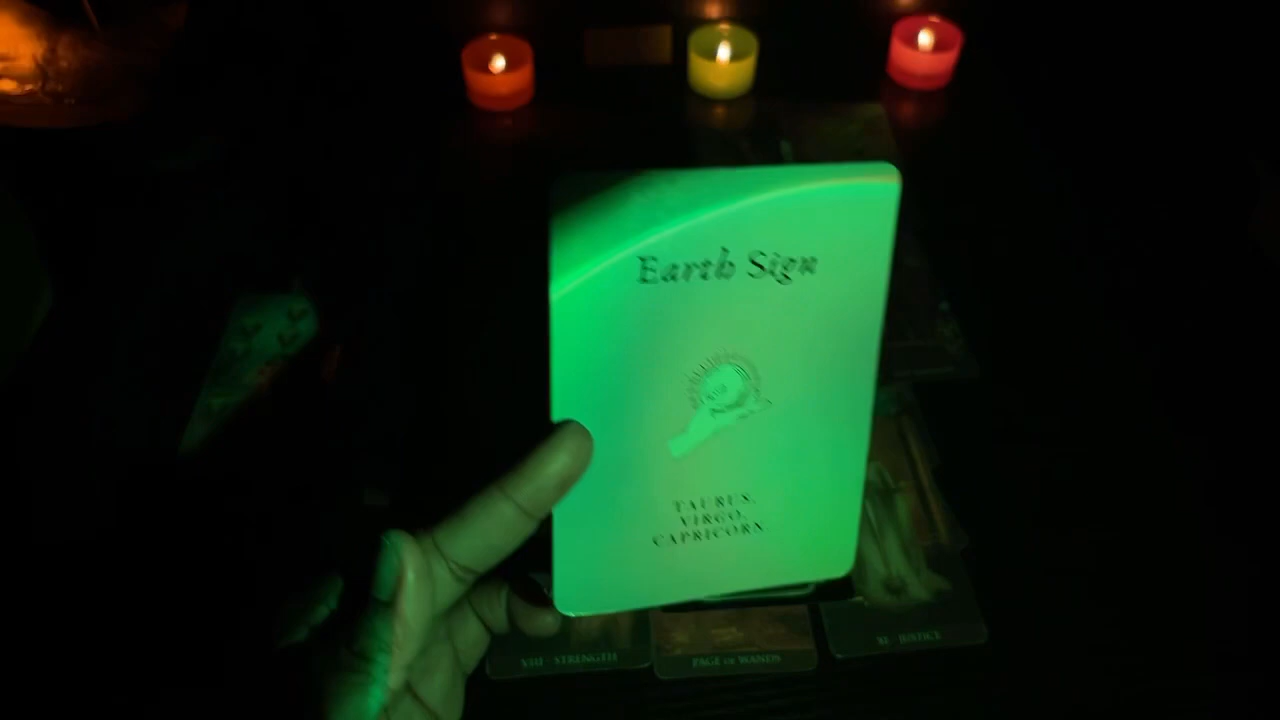 Earth Sign
TAURUS,
VIRGO,
CAPRICORN
VIII · STRENGTH
PAGE OF WANDS
XI · JUSTICE